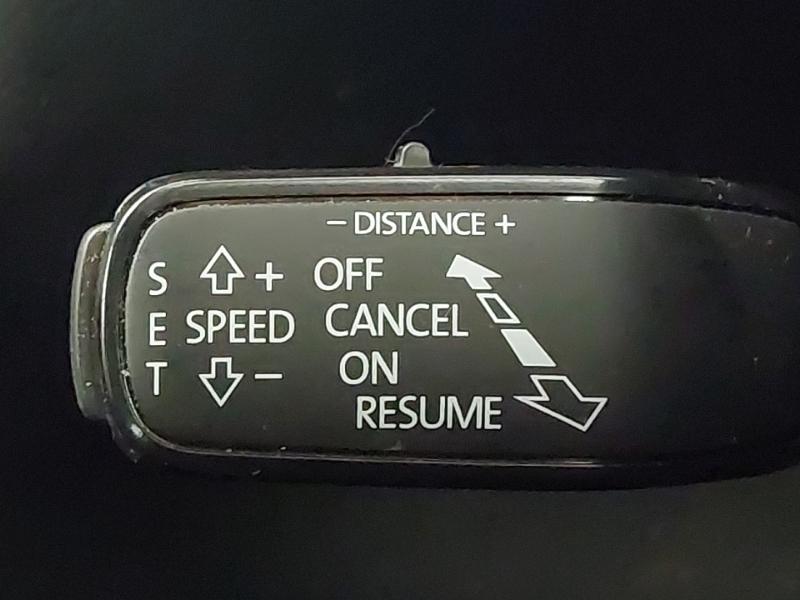 − DISTANCE +
S + OFF
E SPEED CANCEL
T − ON
RESUME